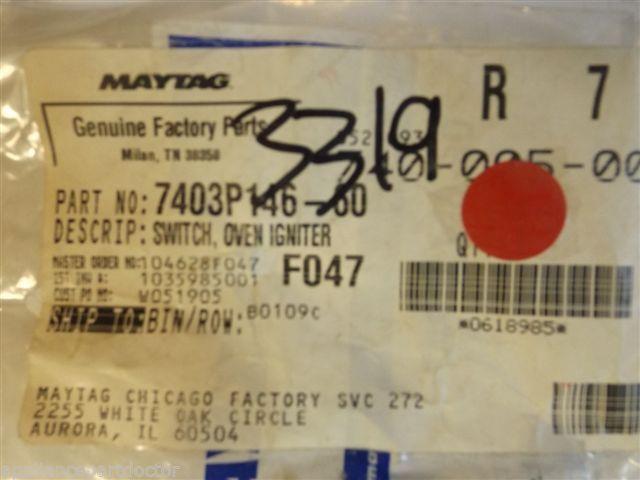 MAYTAG
R 7
Genuine Factory Parts
3319
Milan, TN 38358
PART NO: 7403P146-60
DESCRIP: SWITCH, OVEN IGNITER
MASTER ORDER NO: 104628F047
F047
1035985001
CUST PO NO: W051905
SHIP TO: BIN/ROW: B0109C
*0618985*
MAYTAG CHICAGO FACTORY SVC 272
2255 WHITE OAK CIRCLE
AURORA, IL 60504
appliancepartdoctor